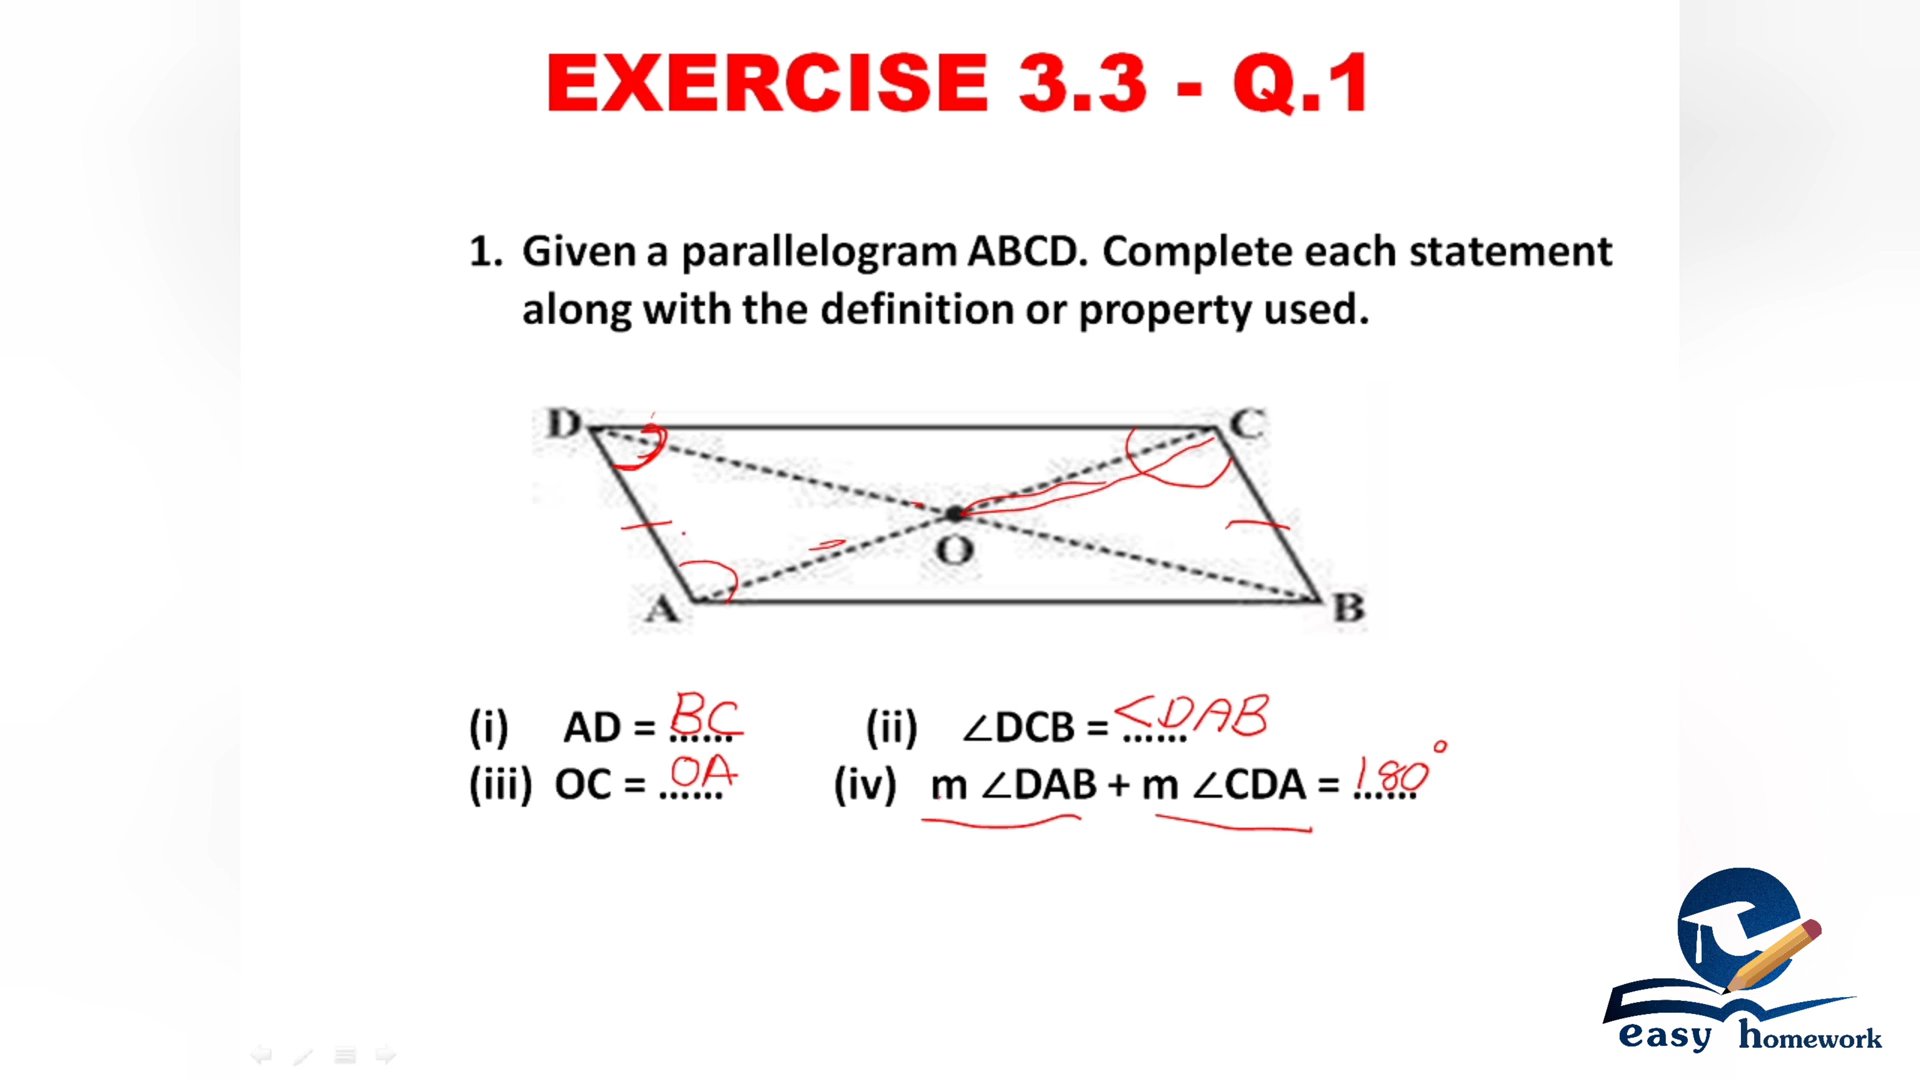 EXERCISE 3.3 - Q.1
1. Given a parallelogram ABCD. Complete each statement
along with the definition or property used.
D C
O
A B
(i) AD = ...... BC (ii) ∠DCB = ...... <DAB
(iii) OC = ...... OA (iv) m ∠DAB + m ∠CDA = ...... 180°
easy homework